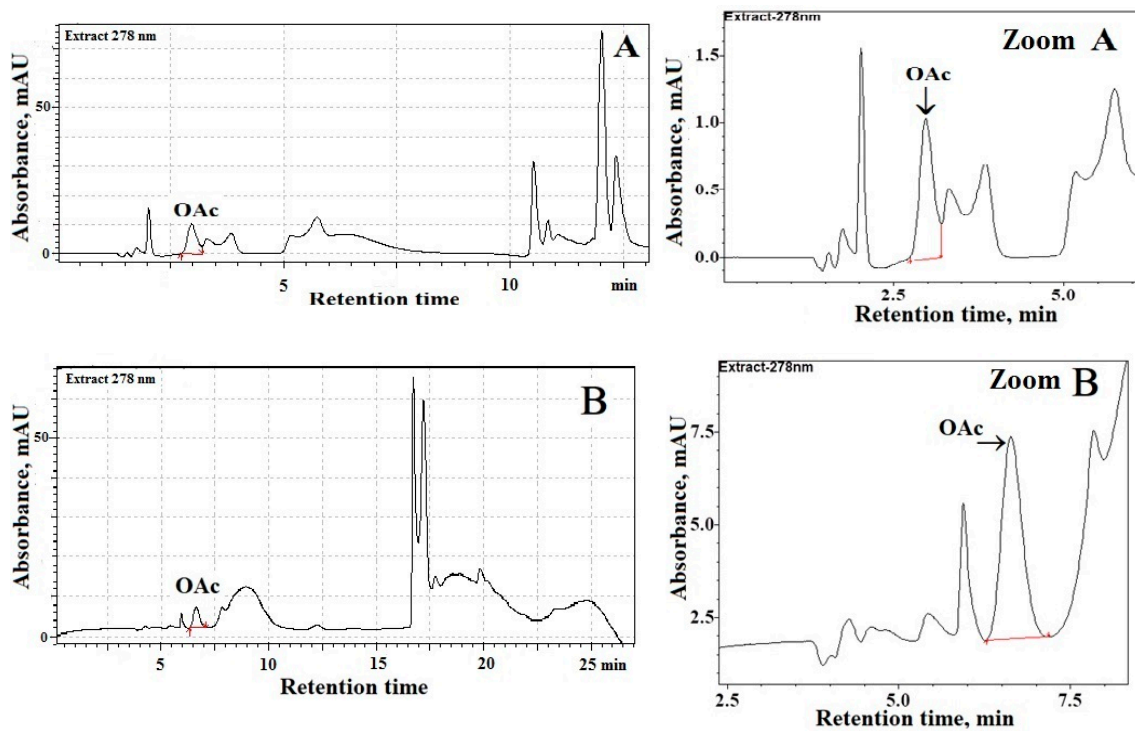 Extract 278 nm
A
Absorbance, mAU
50
0
OAc
5
10
min
Retention time
Extract-278nm
Zoom A
OAc
Absorbance, mAU
1.5
1.0
0.5
0.0
2.5
5.0
Retention time, min
Extract 278 nm
B
Absorbance, mAU
50
0
OAc
5
10
15
20
25 min
Retention time
Extract-278nm
Zoom B
OAc
Absorbance, mAU
7.5
5.0
2.5
2.5
5.0
7.5
Retention time, min